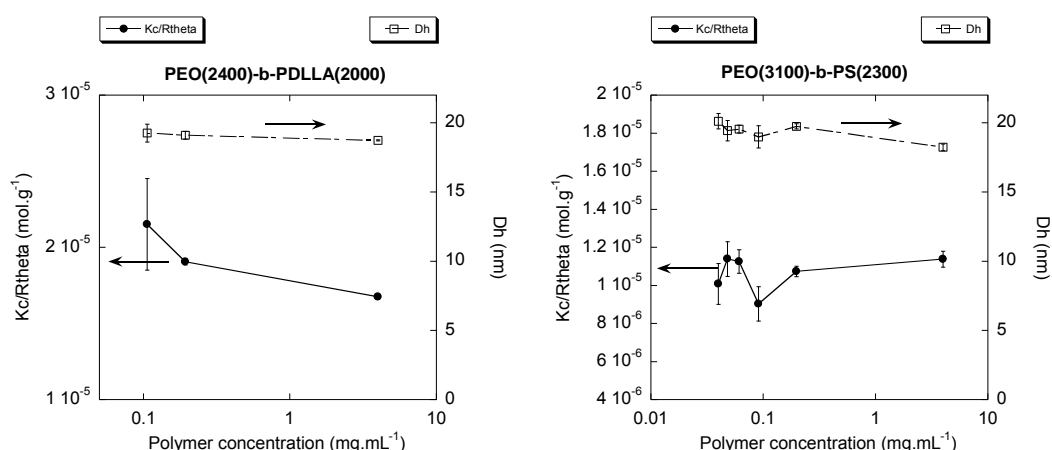 Kc/Rtheta
Dh
PEO(2400)-b-PDLLA(2000)
3 10⁻⁵
2 10⁻⁵
1 10⁻⁵
Kc/Rtheta (mol.g⁻¹)
20
15
10
5
0
Dh (nm)
0.1
1
10
Polymer concentration (mg.mL⁻¹)
Kc/Rtheta
Dh
PEO(3100)-b-PS(2300)
2 10⁻⁵
1.8 10⁻⁵
1.6 10⁻⁵
1.4 10⁻⁵
1.2 10⁻⁵
1 10⁻⁵
8 10⁻⁶
6 10⁻⁶
4 10⁻⁶
Kc/Rtheta (mol.g⁻¹)
20
15
10
5
0
Dh (nm)
0.01
0.1
1
10
Polymer concentration (mg.mL⁻¹)